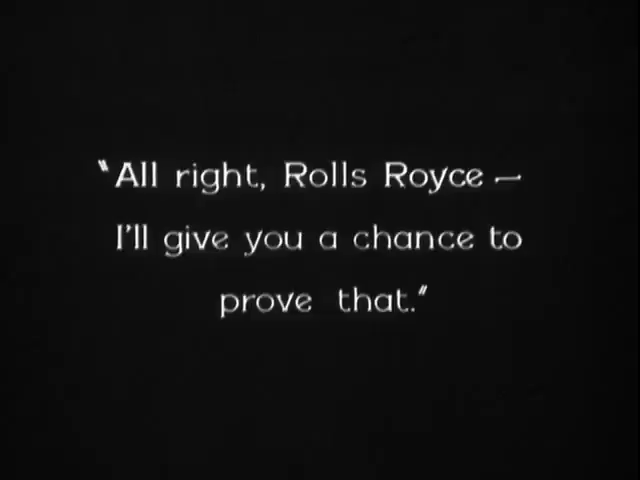 "All right, Rolls Royce —
I'll give you a chance to
prove that."